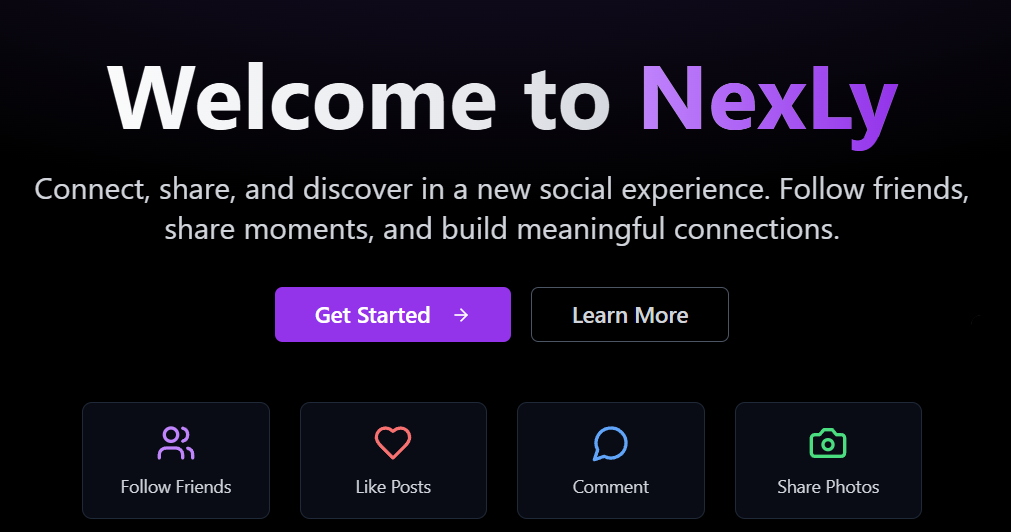 Welcome to NexLy
Connect, share, and discover in a new social experience. Follow friends,
share moments, and build meaningful connections.
Get Started
Learn More
Follow Friends
Like Posts
Comment
Share Photos